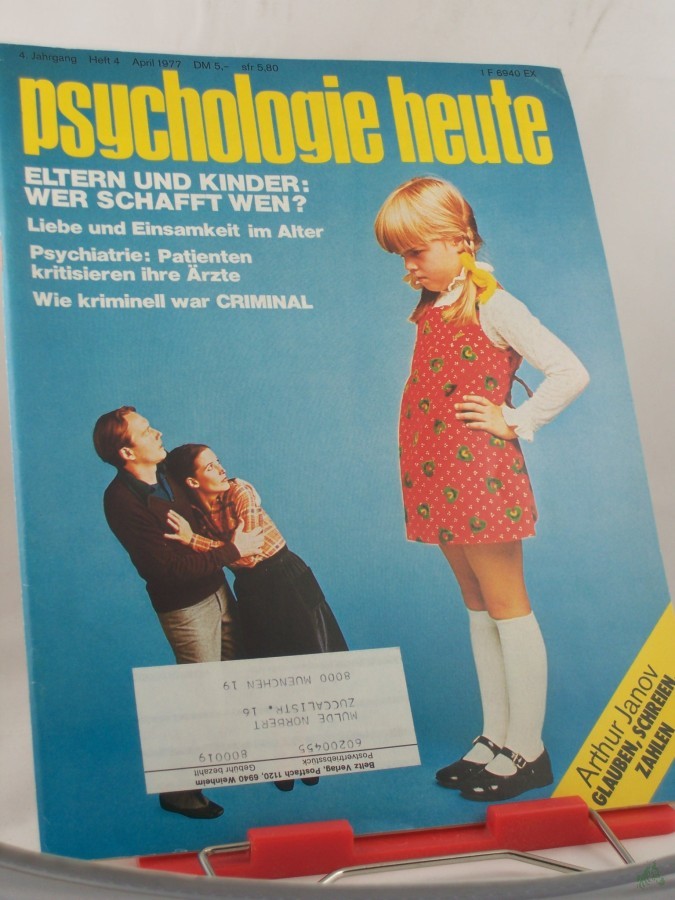 4. Jahrgang Heft 4 April 1977 DM 5,- sfr 5,80
1 F 6940 EX
psychologie heute
ELTERN UND KINDER:
WER SCHAFFT WEN?
Liebe und Einsamkeit im Alter
Psychiatrie: Patienten
kritisieren ihre Ärzte
Wie kriminell war CRIMINAL
Arthur Janov
GLAUBEN, SCHREIEN
ZAHLEN
Beltz Verlag, Postfach 1120, 6940 Weinheim
Postvertriebsstück Gebühr bezahlt
60200455 800019
MULDE NORBERT
ZUCCALISTR. 16
8000 MUENCHEN 19